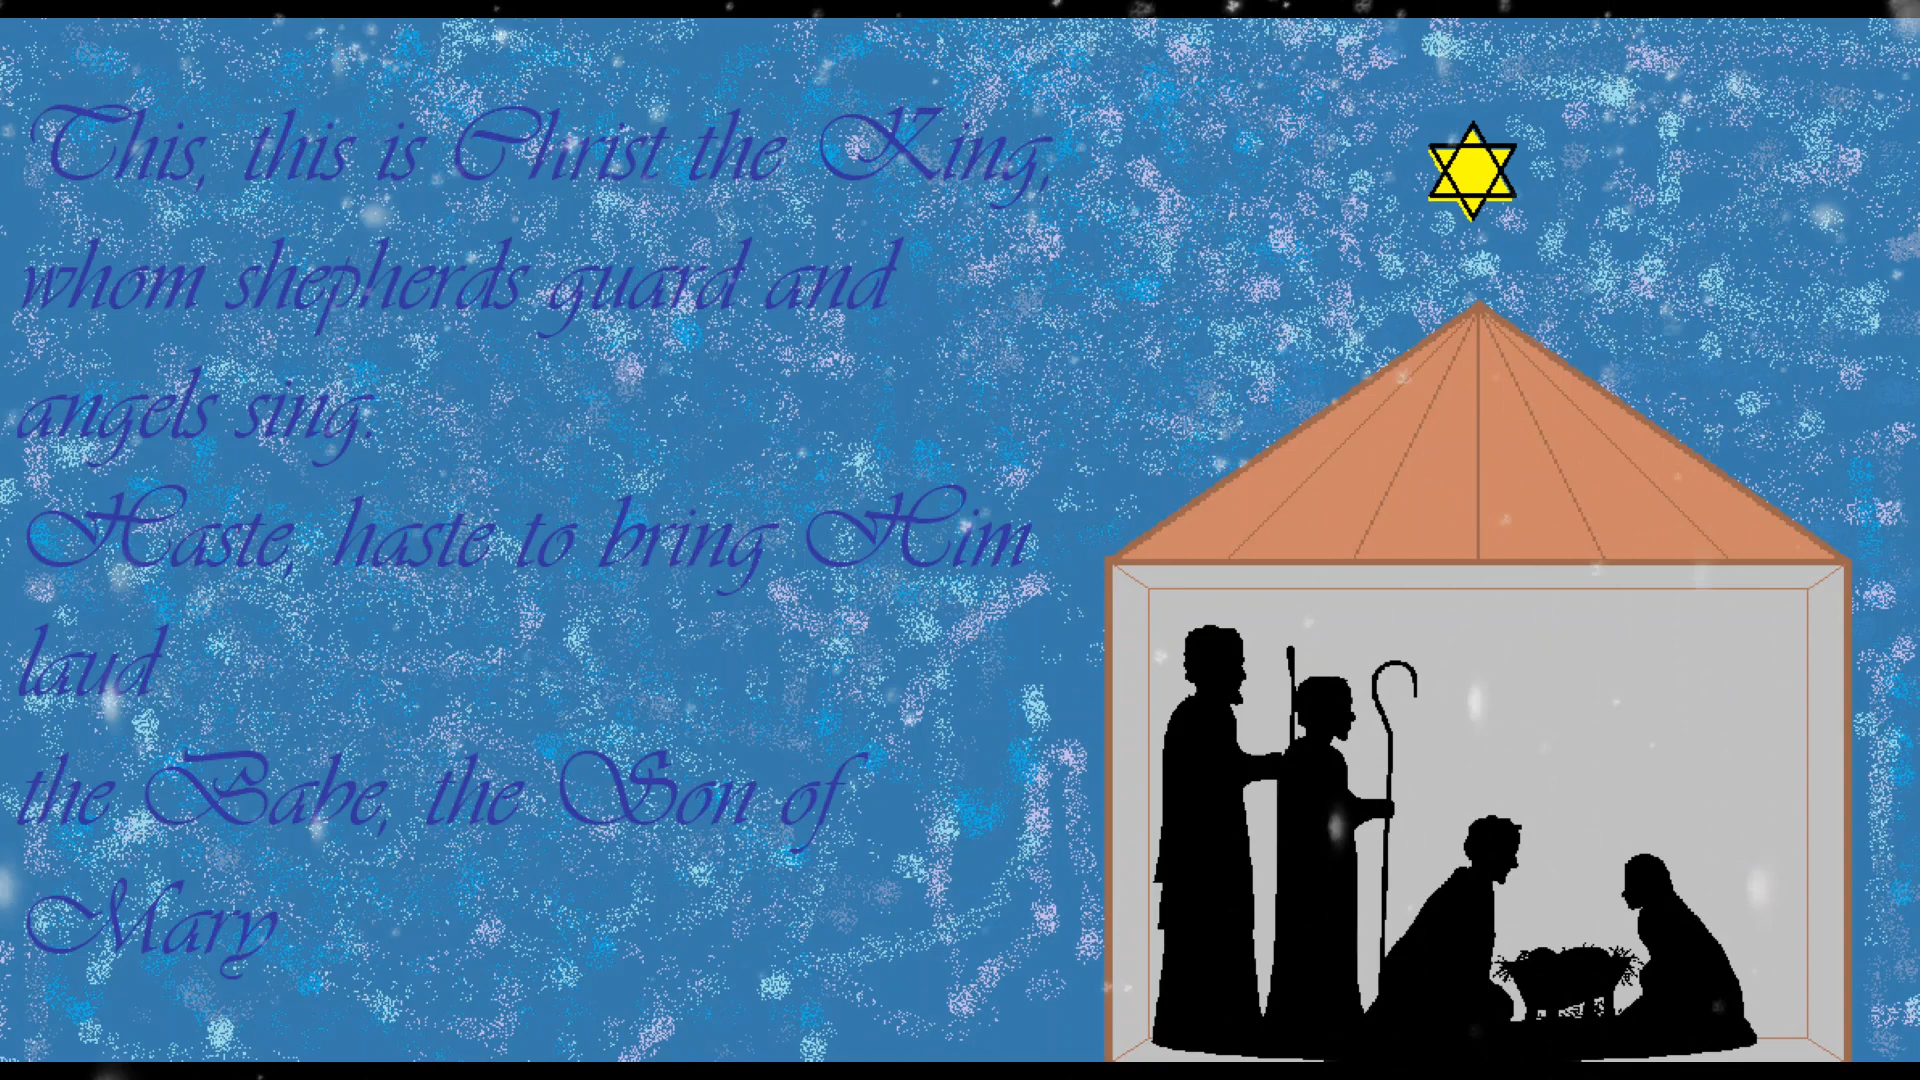 This, this is Christ the King,
whom shepherds guard and
angels sing.
Haste, haste to bring Him
laud
the Babe, the Son of
Mary